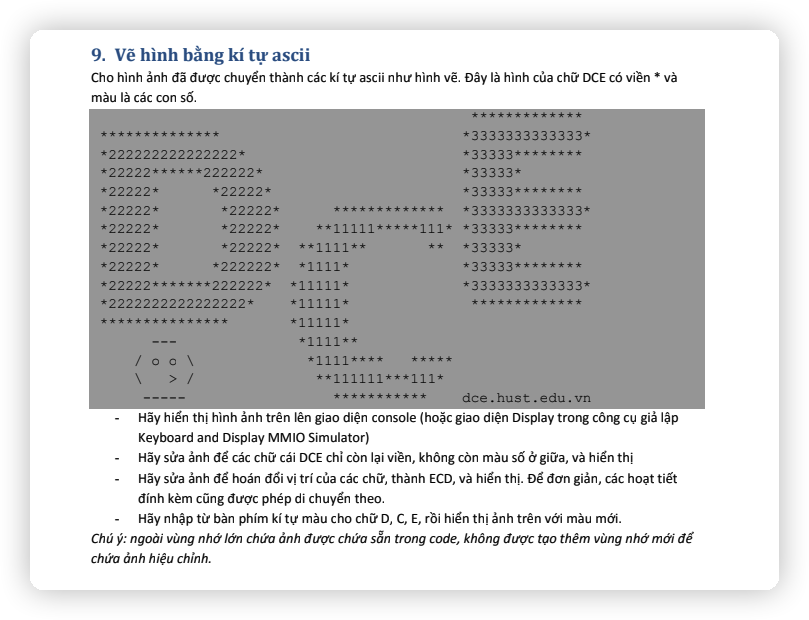 9. Vẽ hình bằng kí tự ascii
Cho hình ảnh đã được chuyển thành các kí tự ascii như hình vẽ. Đây là hình của chữ DCE có viền * và
màu là các con số.
                                           *************
**************                            *3333333333333*
*222222222222222*                         *33333********
*22222******222222*                       *33333*
*22222*      *22222*                      *33333********
*22222*       *22222*      *************  *3333333333333*
*22222*       *22222*    **11111*****111* *33333********
*22222*       *22222*  **1111**       **  *33333*
*22222*      *222222*  *1111*             *33333********
*22222*******222222*  *11111*             *3333333333333*
*2222222222222222*    *11111*              *************
***************       *11111*
      ---              *1111**
    / o o \             *1111****   *****
    \   > /              **111111***111*
     -----                 ***********    dce.hust.edu.vn
- Hãy hiển thị hình ảnh trên lên giao diện console (hoặc giao diện Display trong công cụ giả lập
Keyboard and Display MMIO Simulator)
- Hãy sửa ảnh để các chữ cái DCE chỉ còn lại viền, không còn màu số ở giữa, và hiển thị
- Hãy sửa ảnh để hoán đổi vị trí của các chữ, thành ECD, và hiển thị. Để đơn giản, các hoạt tiết
đính kèm cũng được phép di chuyển theo.
- Hãy nhập từ bàn phím kí tự màu cho chữ D, C, E, rồi hiển thị ảnh trên với màu mới.
Chú ý: ngoài vùng nhớ lớn chứa ảnh được chứa sẵn trong code, không được tạo thêm vùng nhớ mới để
chứa ảnh hiệu chỉnh.